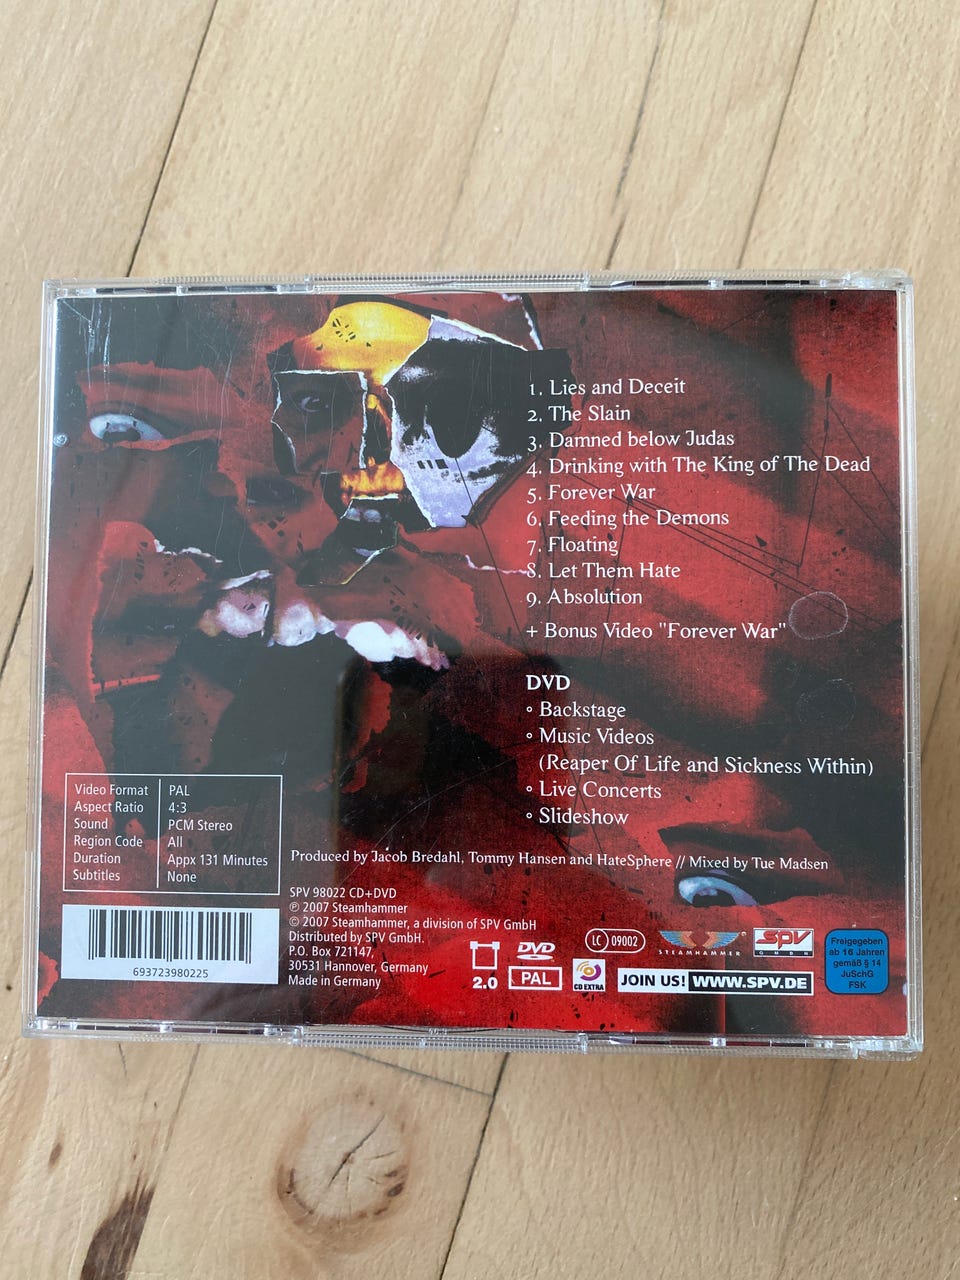 1. Lies and Deceit
2. The Slain
3. Damned below Judas
4. Drinking with The King of The Dead
5. Forever War
6. Feeding the Demons
7. Floating
8. Let Them Hate
9. Absolution
+ Bonus Video "Forever War"
DVD
◦ Backstage
◦ Music Videos
(Reaper Of Life and Sickness Within)
◦ Live Concerts
◦ Slideshow
Video Format PAL
Aspect Ratio 4:3
Sound PCM Stereo
Region Code All
Duration Appx 131 Minutes
Subtitles None
Produced by Jacob Bredahl, Tommy Hansen and HateSphere // Mixed by Tue Madsen
SPV 98022 CD+DVD
℗ 2007 Steamhammer
© 2007 Steamhammer, a division of SPV GmbH
Distributed by SPV GmbH.
P.O. Box 721147,
30531 Hannover, Germany
Made in Germany
693723980225
2.0
DVD
PAL
CD EXTRA
LC 09002
STEAMHAMMER
SPV
GMBH
JOIN US! WWW.SPV.DE
Freigegeben
ab 16 Jahren
gemäß § 14
JuSchG
FSK